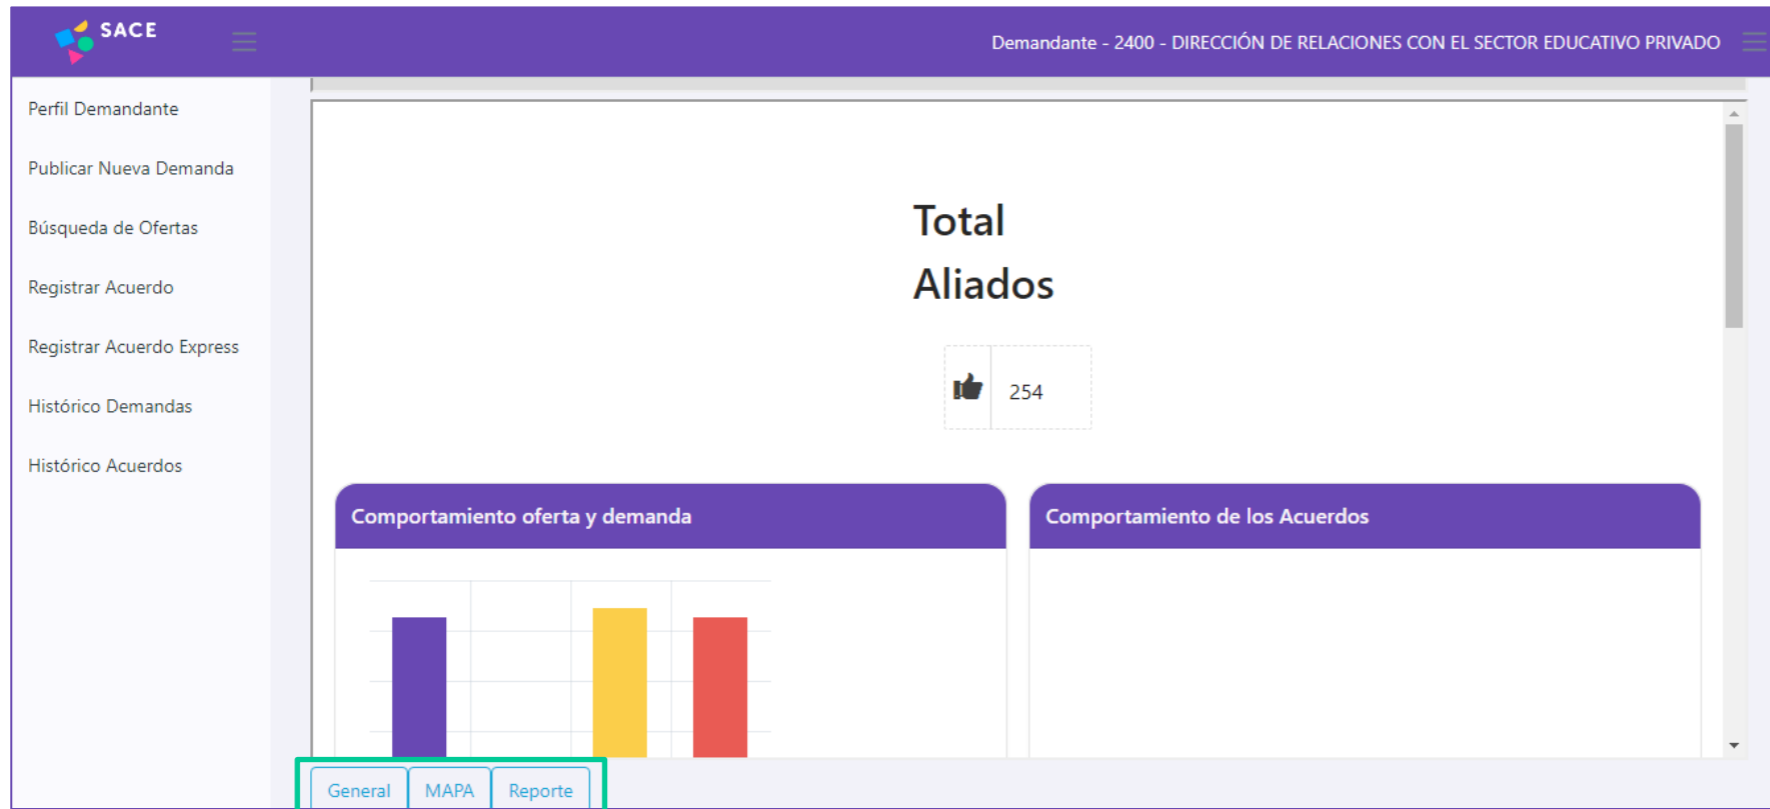 SACE
Demandante - 2400 - DIRECCIÓN DE RELACIONES CON EL SECTOR EDUCATIVO PRIVADO
Perfil Demandante
Publicar Nueva Demanda
Búsqueda de Ofertas
Registrar Acuerdo
Registrar Acuerdo Express
Histórico Demandas
Histórico Acuerdos
Total
Aliados
254
Comportamiento oferta y demanda
Comportamiento de los Acuerdos
General
MAPA
Reporte